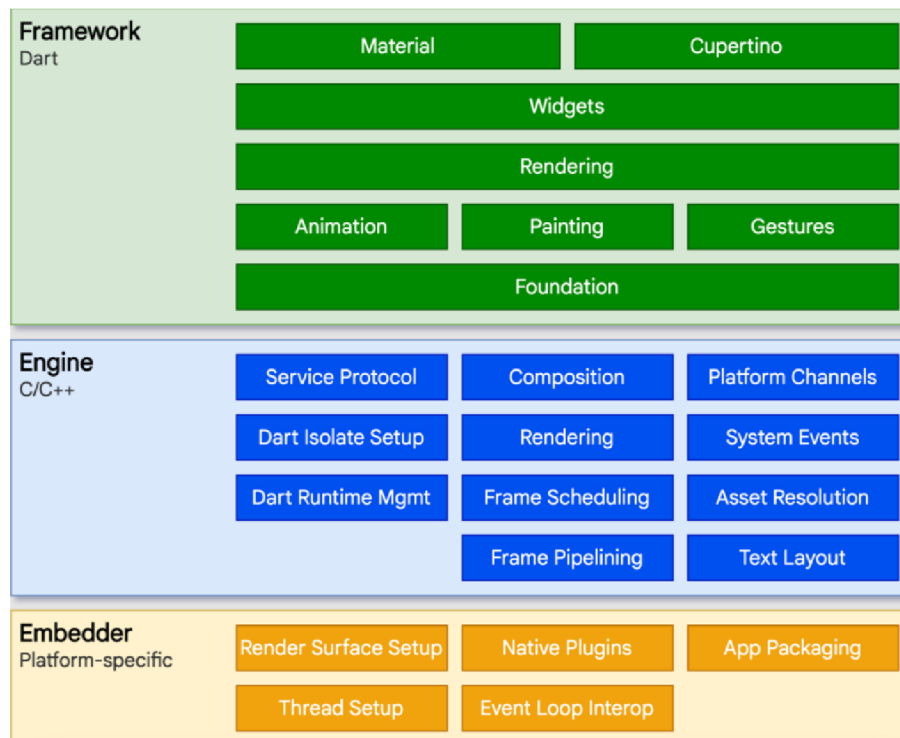 Framework
Dart
Material
Cupertino
Widgets
Rendering
Animation
Painting
Gestures
Foundation
Engine
C/C++
Service Protocol
Composition
Platform Channels
Dart Isolate Setup
Rendering
System Events
Dart Runtime Mgmt
Frame Scheduling
Asset Resolution
Frame Pipelining
Text Layout
Embedder
Platform-specific
Render Surface Setup
Native Plugins
App Packaging
Thread Setup
Event Loop Interop